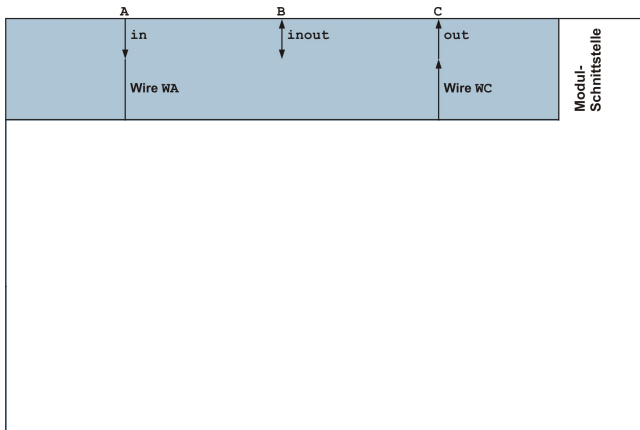 A
B
C
in
inout
out
Wire WA
Wire WC
Modul-
Schnittstelle